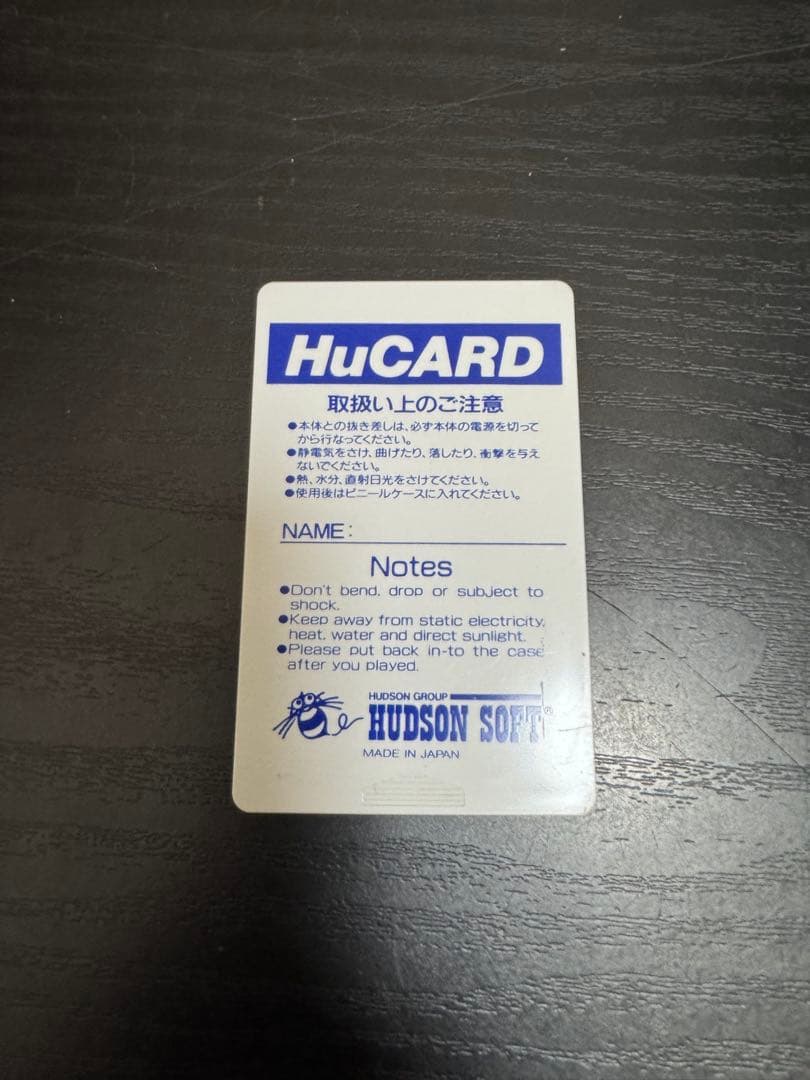 HuCARD
取扱い上のご注意
●本体との抜き差しは、必ず本体の電源を切って
から行なってください。
●静電気をさけ、曲げたり、落したり、衝撃を与え
ないでください。
●熱、水分、直射日光をさけてください。
●使用後はビニールケースに入れてください。
NAME:
Notes
●Don't bend, drop or subject to
shock.
●Keep away from static electricity,
heat, water and direct sunlight.
●Please put back in-to the case
after you played.
HUDSON GROUP
HUDSON SOFT®
MADE IN JAPAN